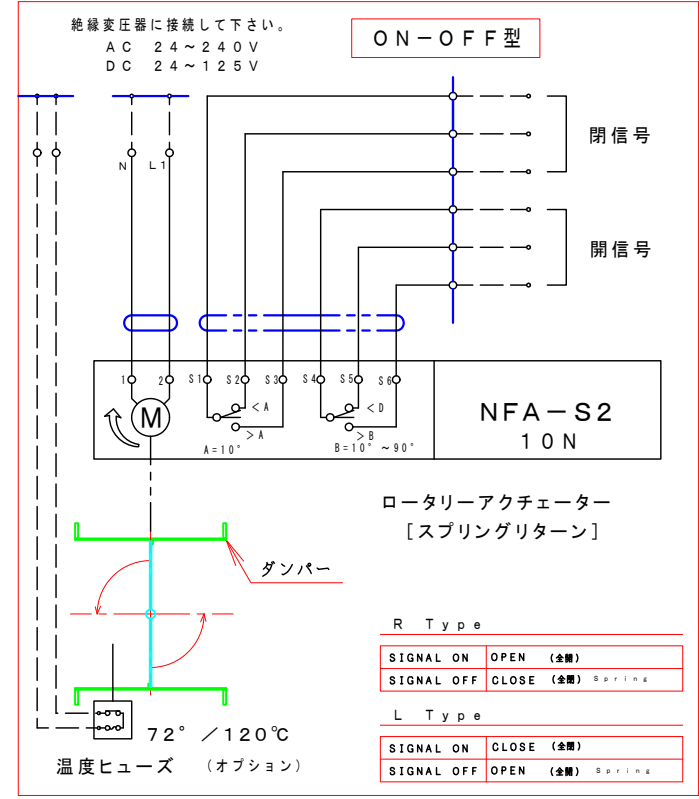 絶縁変圧器に接続して下さい。
AC 24~240V
DC 24~125V
ON-OFF型
閉信号
開信号
N L1
1 2 S1 S2 S3 S4 S5 S6
M
<A
>A
A=10°
<D
>B
B=10° ~90°
NFA-S2
10N
ロータリーアクチェーター
[スプリングリターン]
ダンパー
R Type
SIGNAL ON OPEN (全開)
SIGNAL OFF CLOSE (全閉) Spring
L Type
SIGNAL ON CLOSE (全閉)
SIGNAL OFF OPEN (全開) Spring
72° /120℃
温度ヒューズ (オプション)